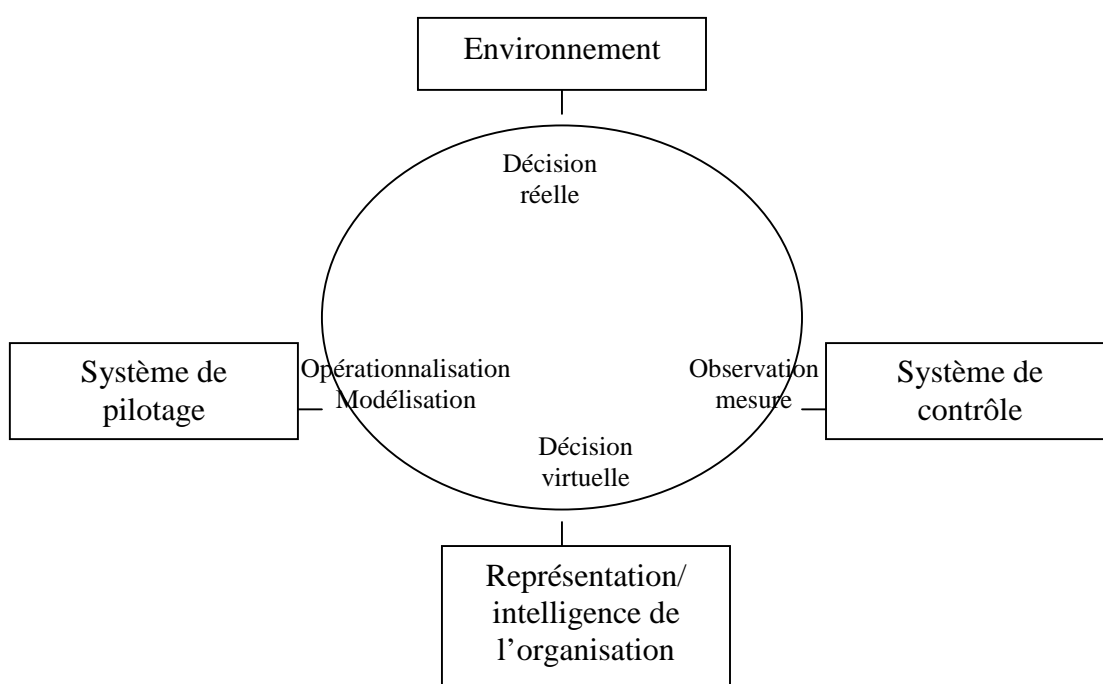 Environnement
Décision
réelle
Système de
pilotage
Opérationnalisation
Modélisation
Observation
mesure
Système de
contrôle
Décision
virtuelle
Représentation/
intelligence de
l’organisation